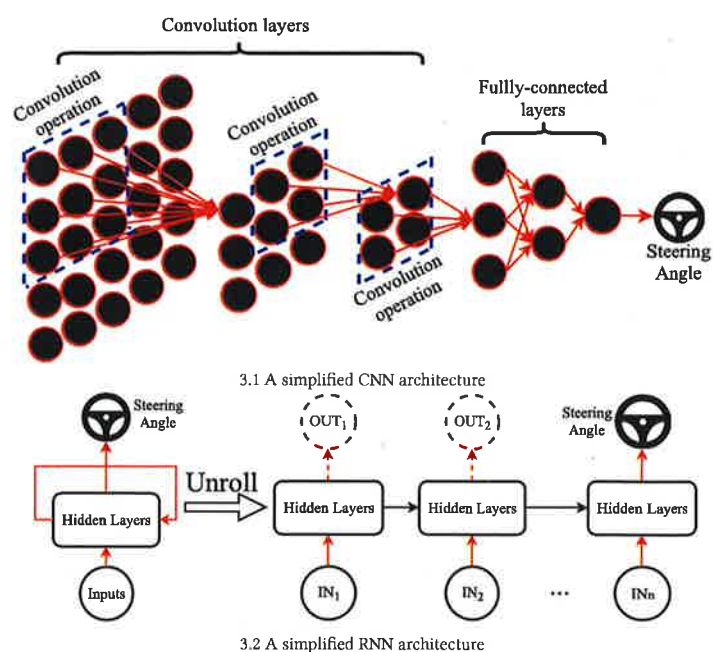 Convolution layers
Convolution
operation
Convolution
operation
Fullly-connected
layers
Convolution
operation
Steering
Angle
3.1 A simplified CNN architecture
Steering
Angle
Unroll
Hidden Layers
Inputs
OUT₁
OUT₂
Steering
Angle
Hidden Layers
Hidden Layers
Hidden Layers
IN₁
IN₂
...
INn
3.2 A simplified RNN architecture